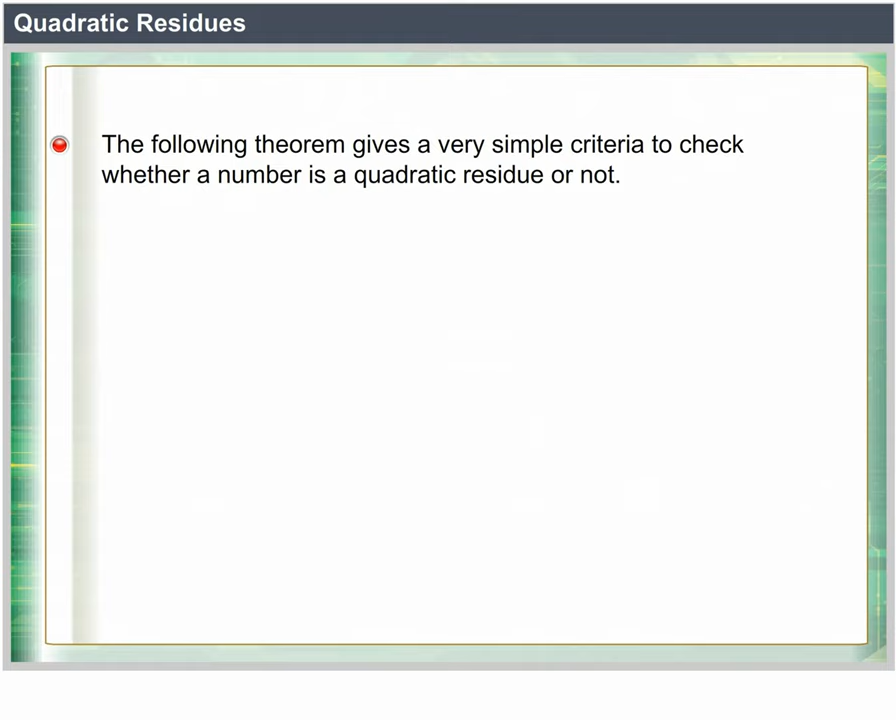 Quadratic Residues
The following theorem gives a very simple criteria to check
whether a number is a quadratic residue or not.